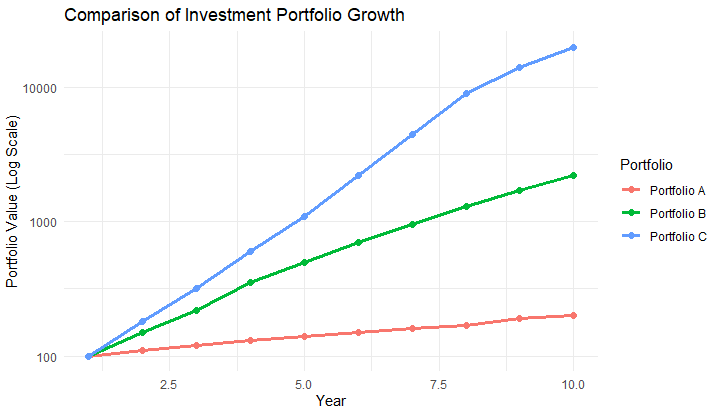 Comparison of Investment Portfolio Growth
Portfolio Value (Log Scale)
10000
1000
100
2.5
5.0
7.5
10.0
Year
Portfolio
Portfolio A
Portfolio B
Portfolio C